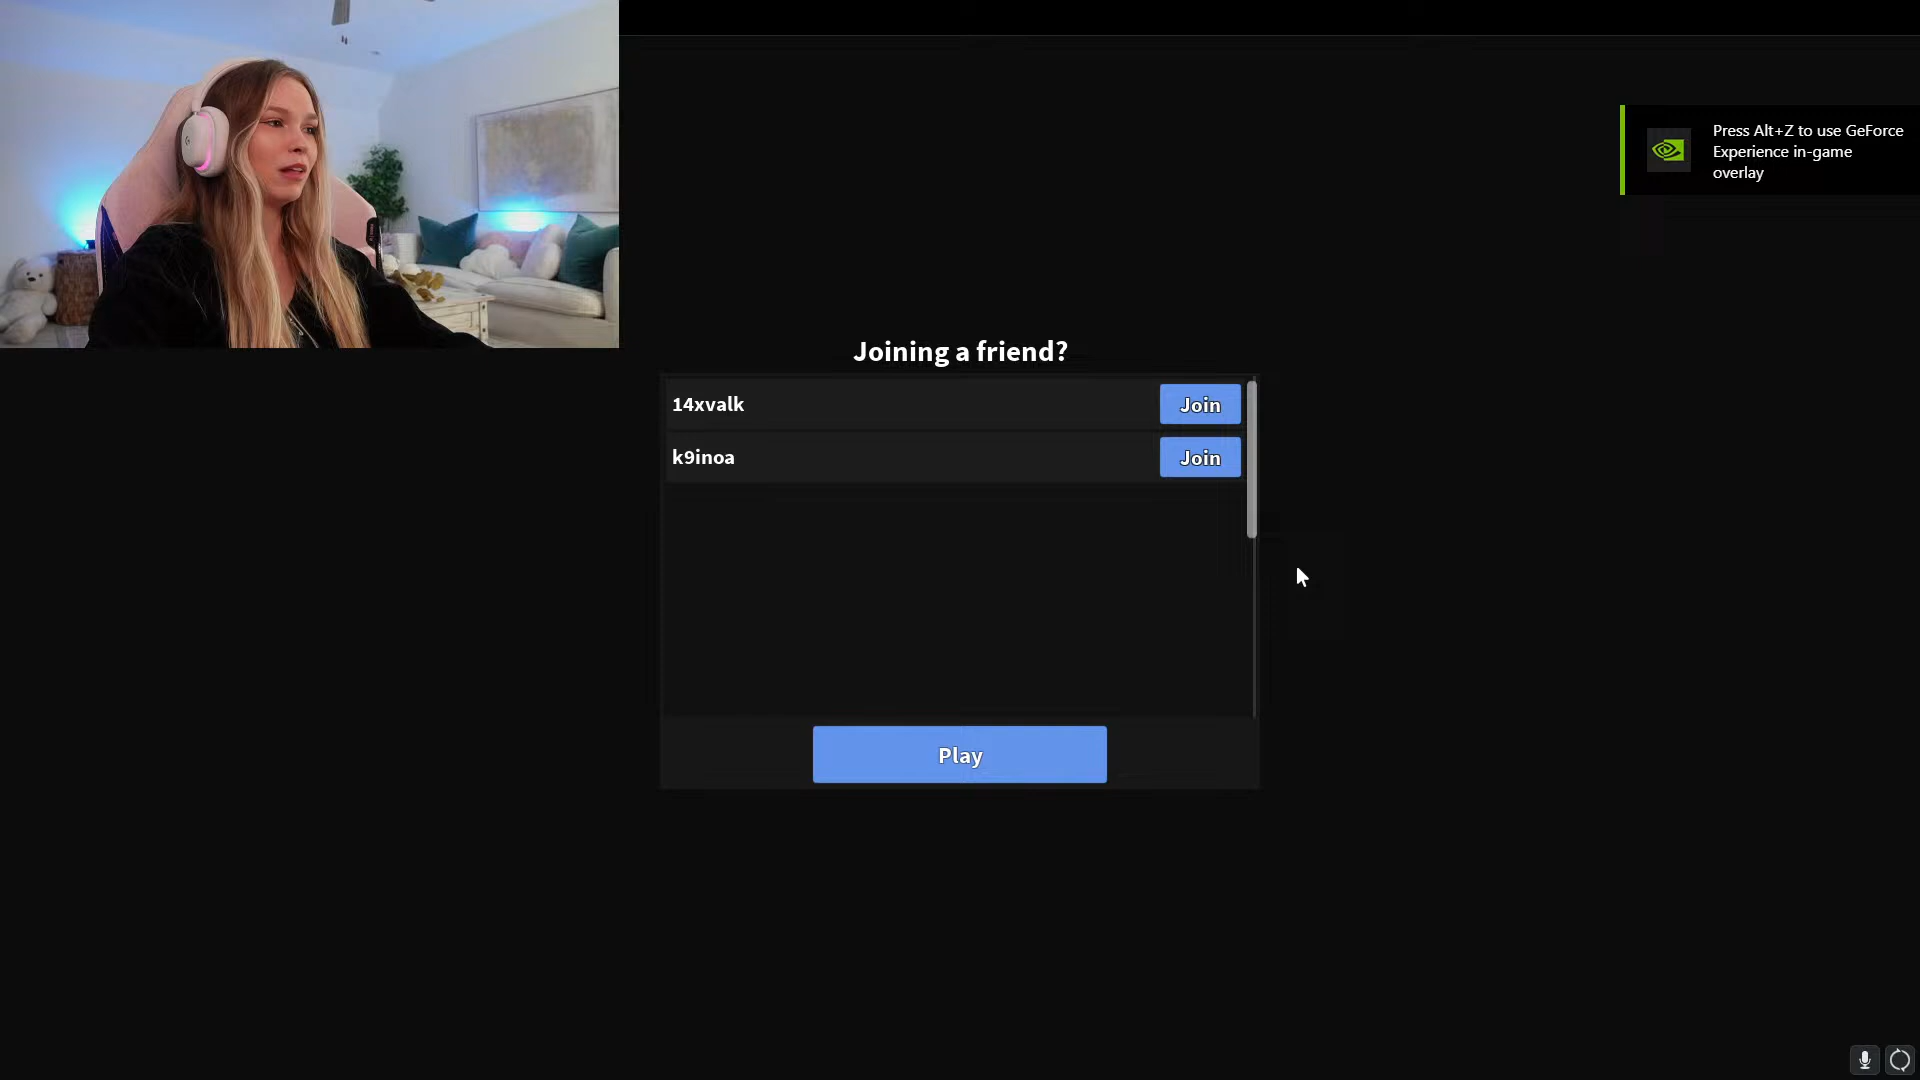 Press Alt+Z to use GeForce
Experience in-game
overlay
Joining a friend?
14xvalk
Join
k9inoa
Join
Play